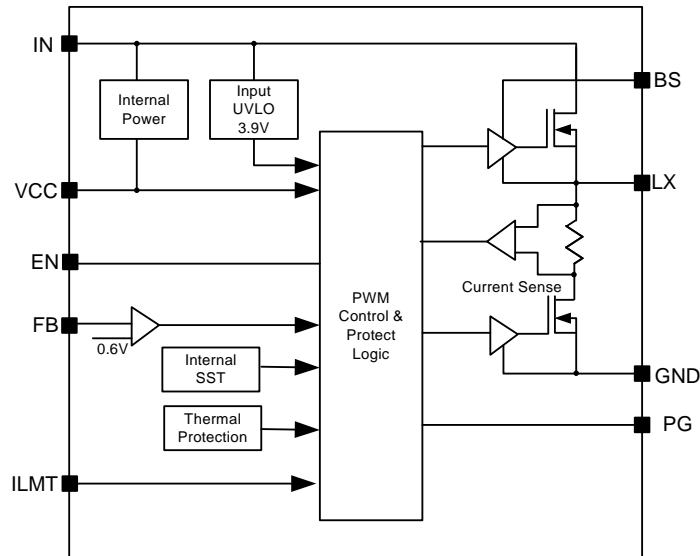 IN
BS
Internal
Power
Input
UVLO
3.9V
VCC
LX
EN
Current Sense
PWM
Control &
Protect
Logic
FB
0.6V
Internal
SST
GND
Thermal
Protection
PG
ILMT